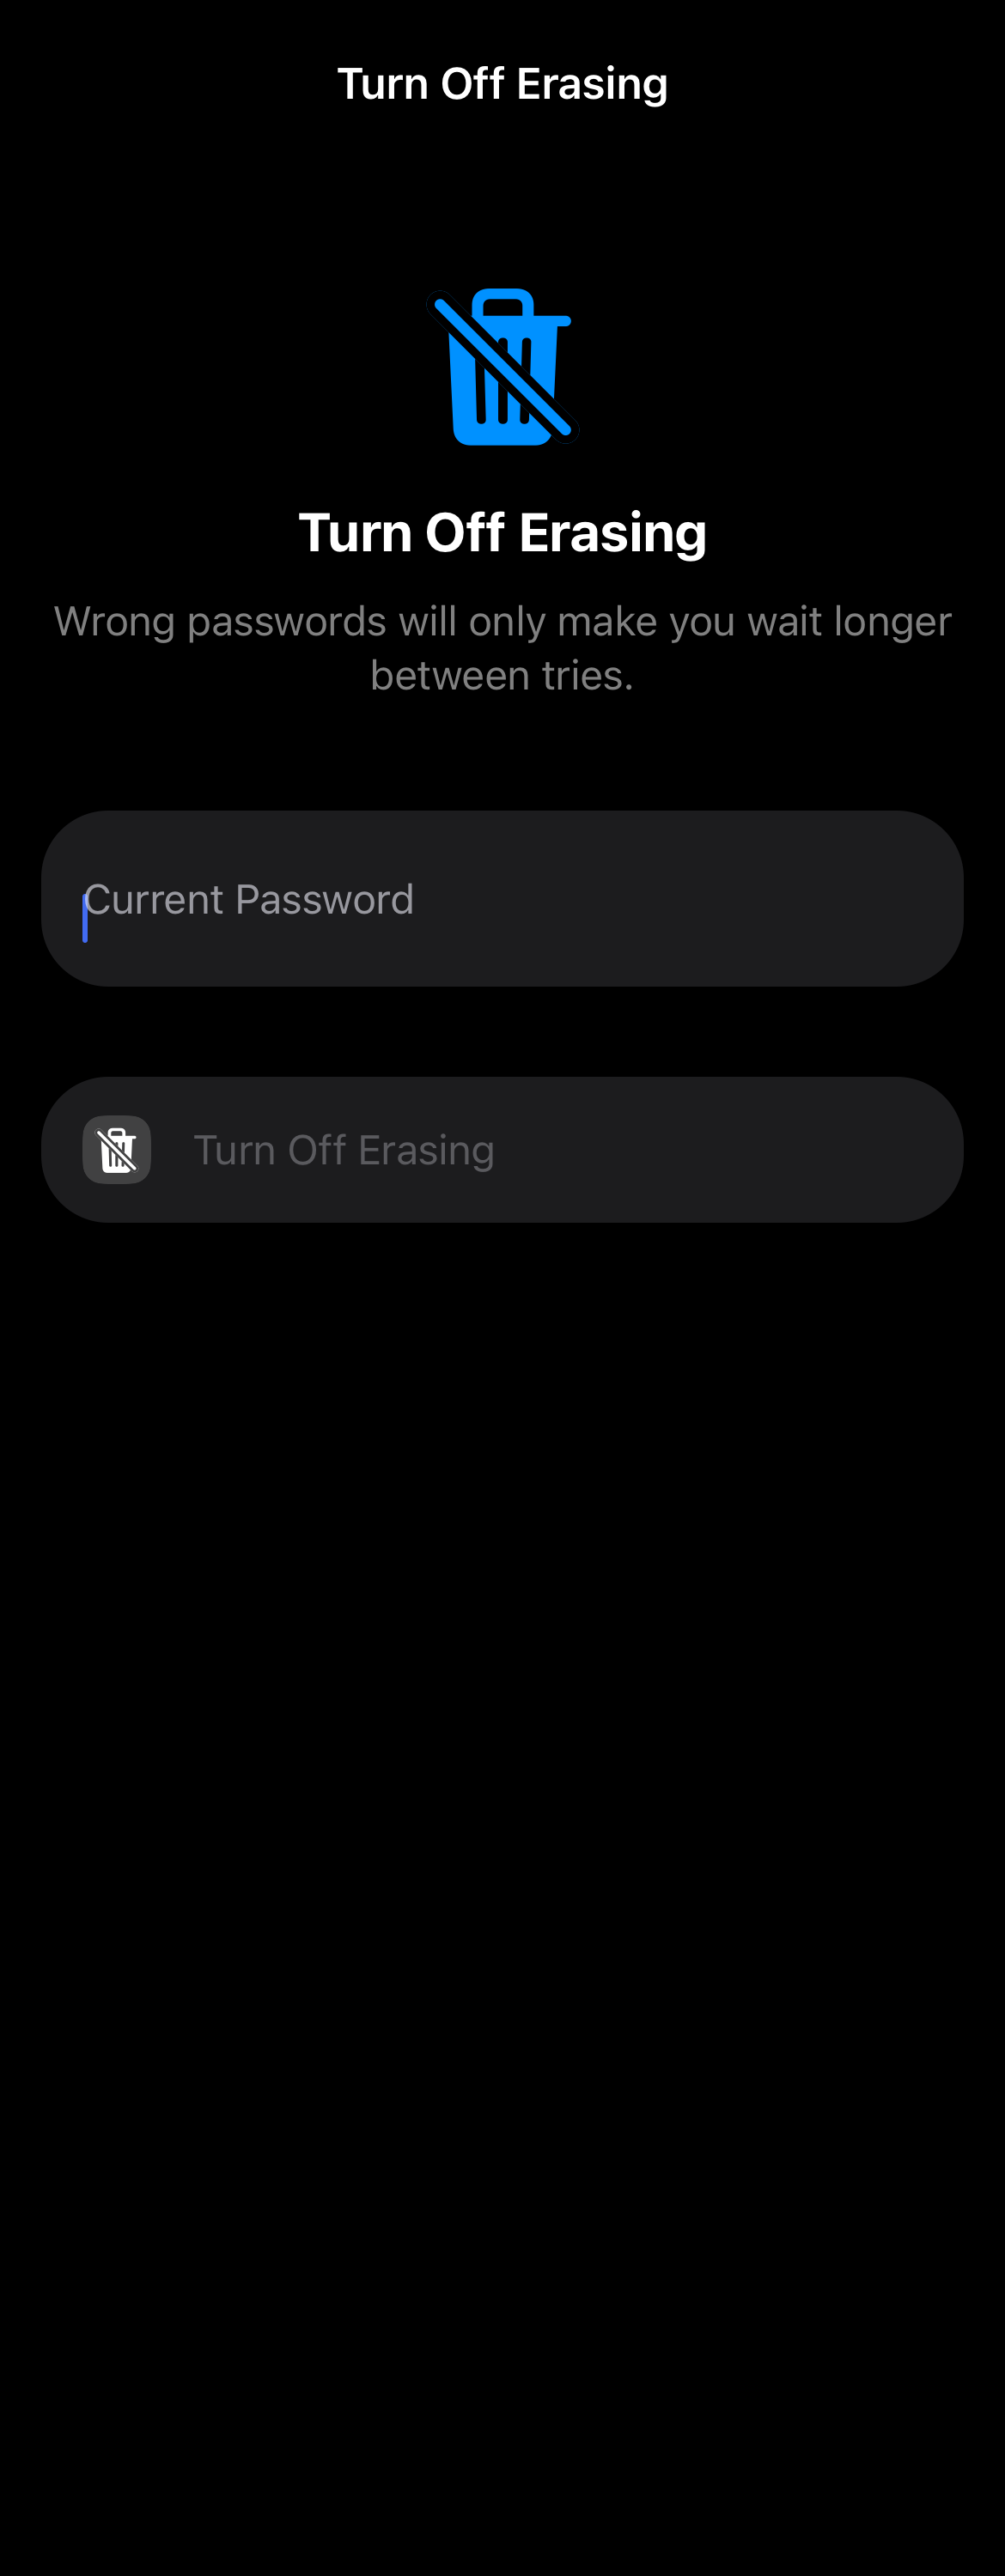 Turn Off Erasing
Turn Off Erasing
Wrong passwords will only make you wait longer
between tries.
Current Password
Turn Off Erasing